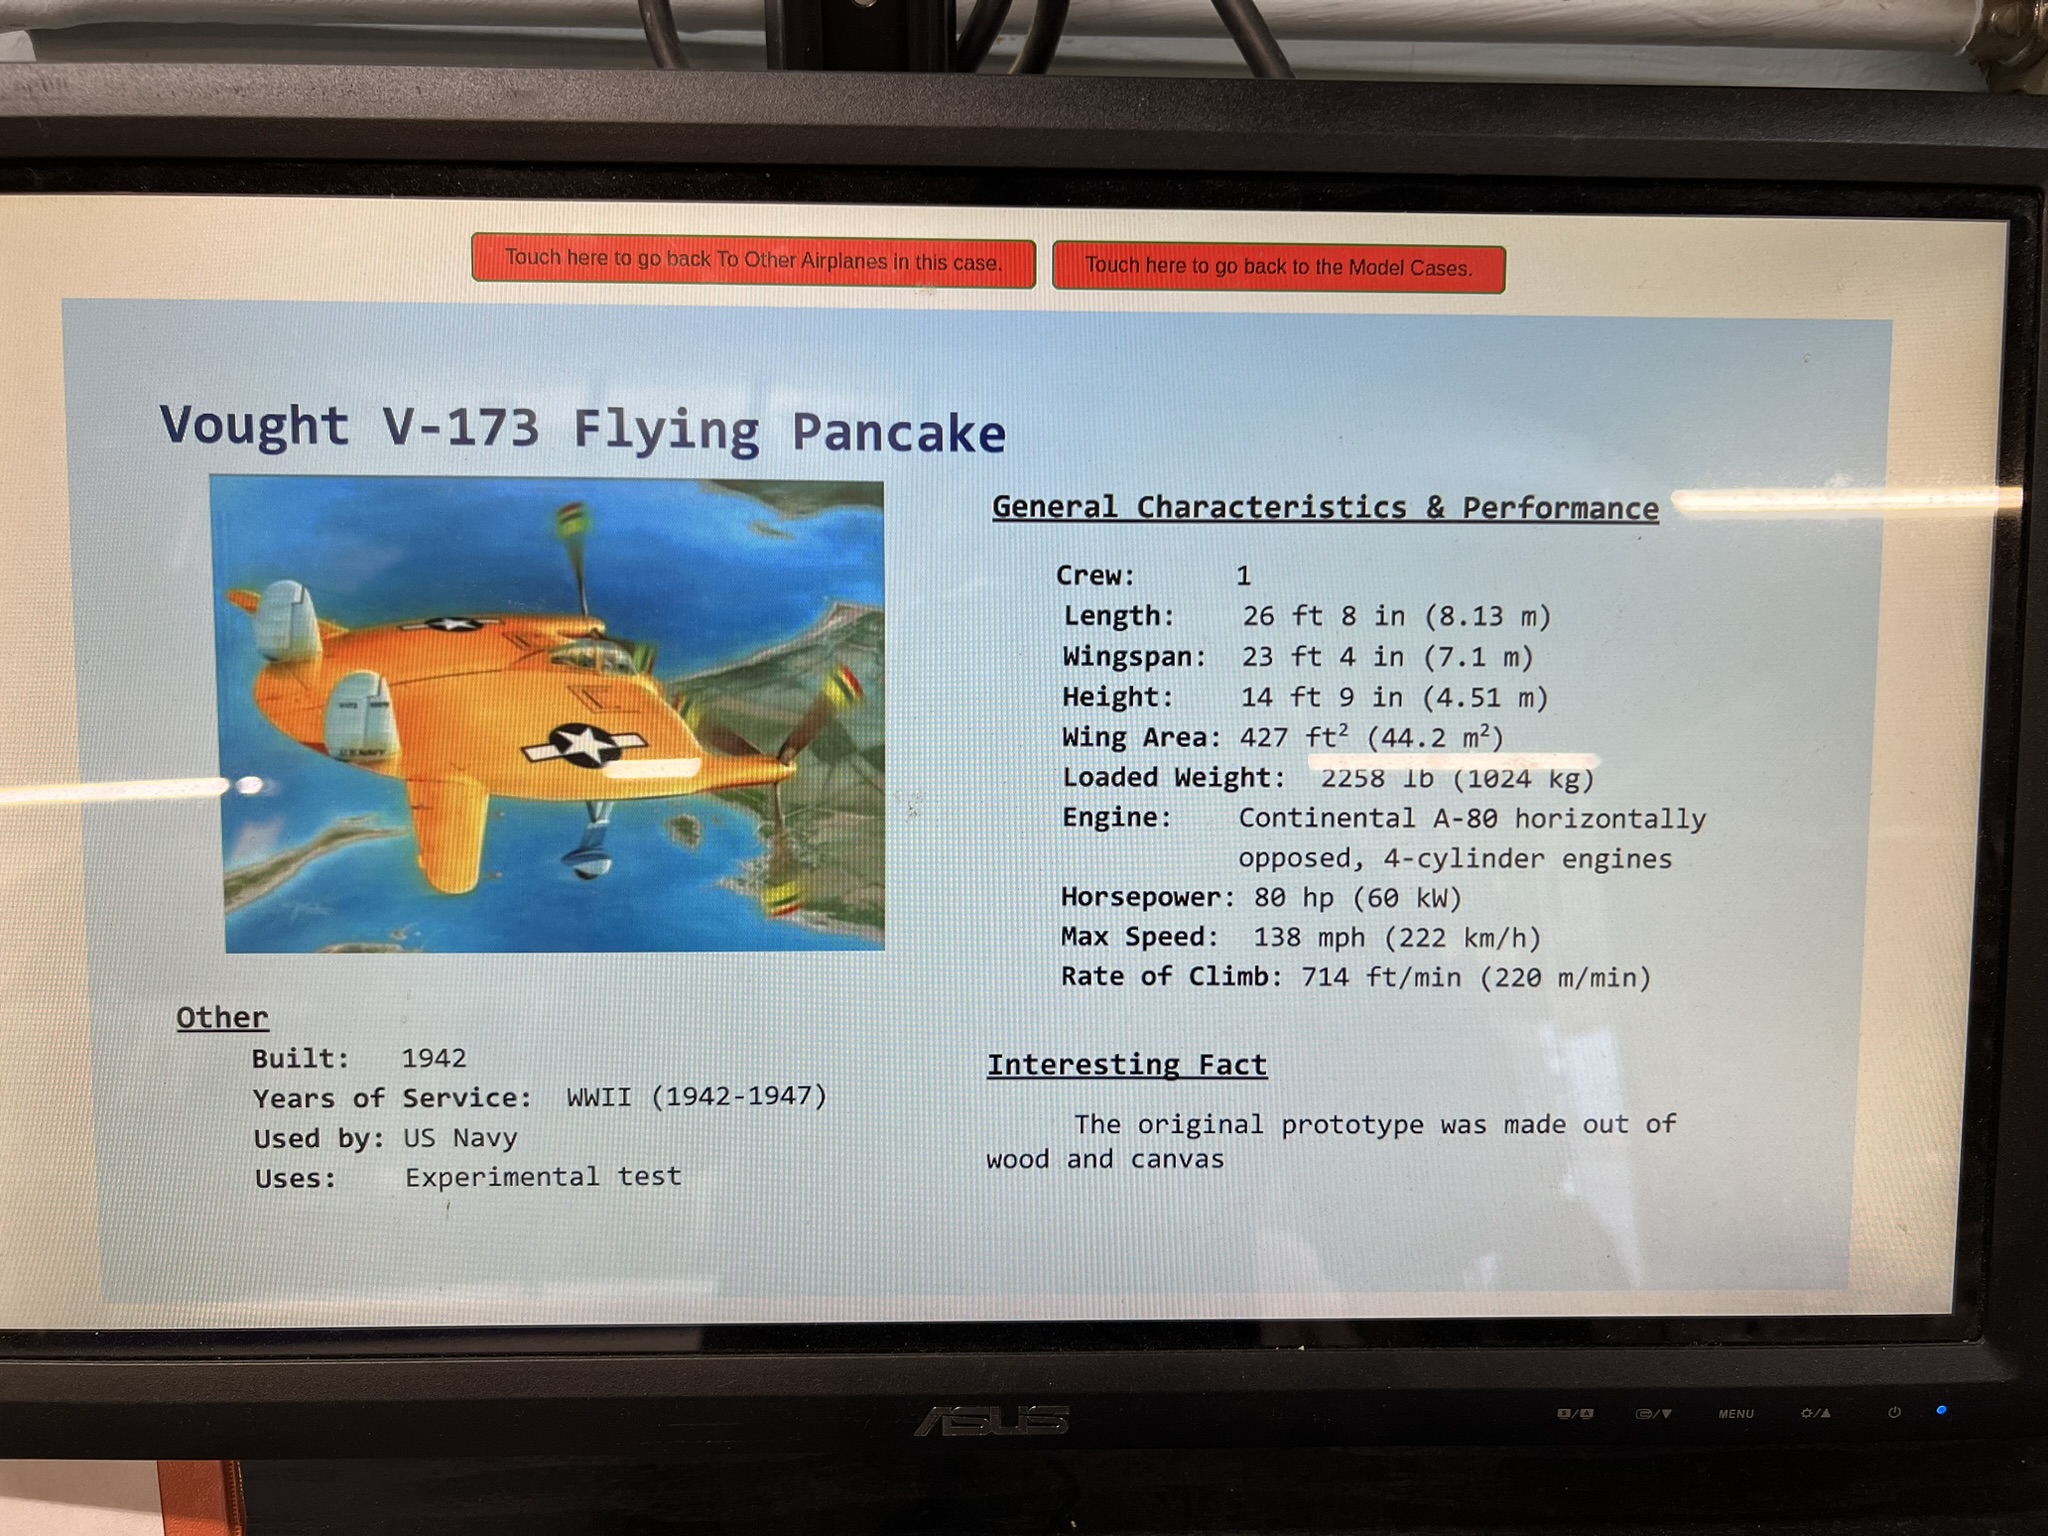 Touch here to go back To Other Airplanes in this case.
Touch here to go back to the Model Cases.
Vought V-173 Flying Pancake
General Characteristics & Performance
Crew: 1
Length: 26 ft 8 in (8.13 m)
Wingspan: 23 ft 4 in (7.1 m)
Height: 14 ft 9 in (4.51 m)
Wing Area: 427 ft² (44.2 m²)
Loaded Weight: 2258 lb (1024 kg)
Engine: Continental A-80 horizontally
opposed, 4-cylinder engines
Horsepower: 80 hp (60 kW)
Max Speed: 138 mph (222 km/h)
Rate of Climb: 714 ft/min (220 m/min)
Other
Built: 1942
Years of Service: WWII (1942-1947)
Used by: US Navy
Uses: Experimental test
Interesting Fact
The original prototype was made out of
wood and canvas
ASUS
MENU